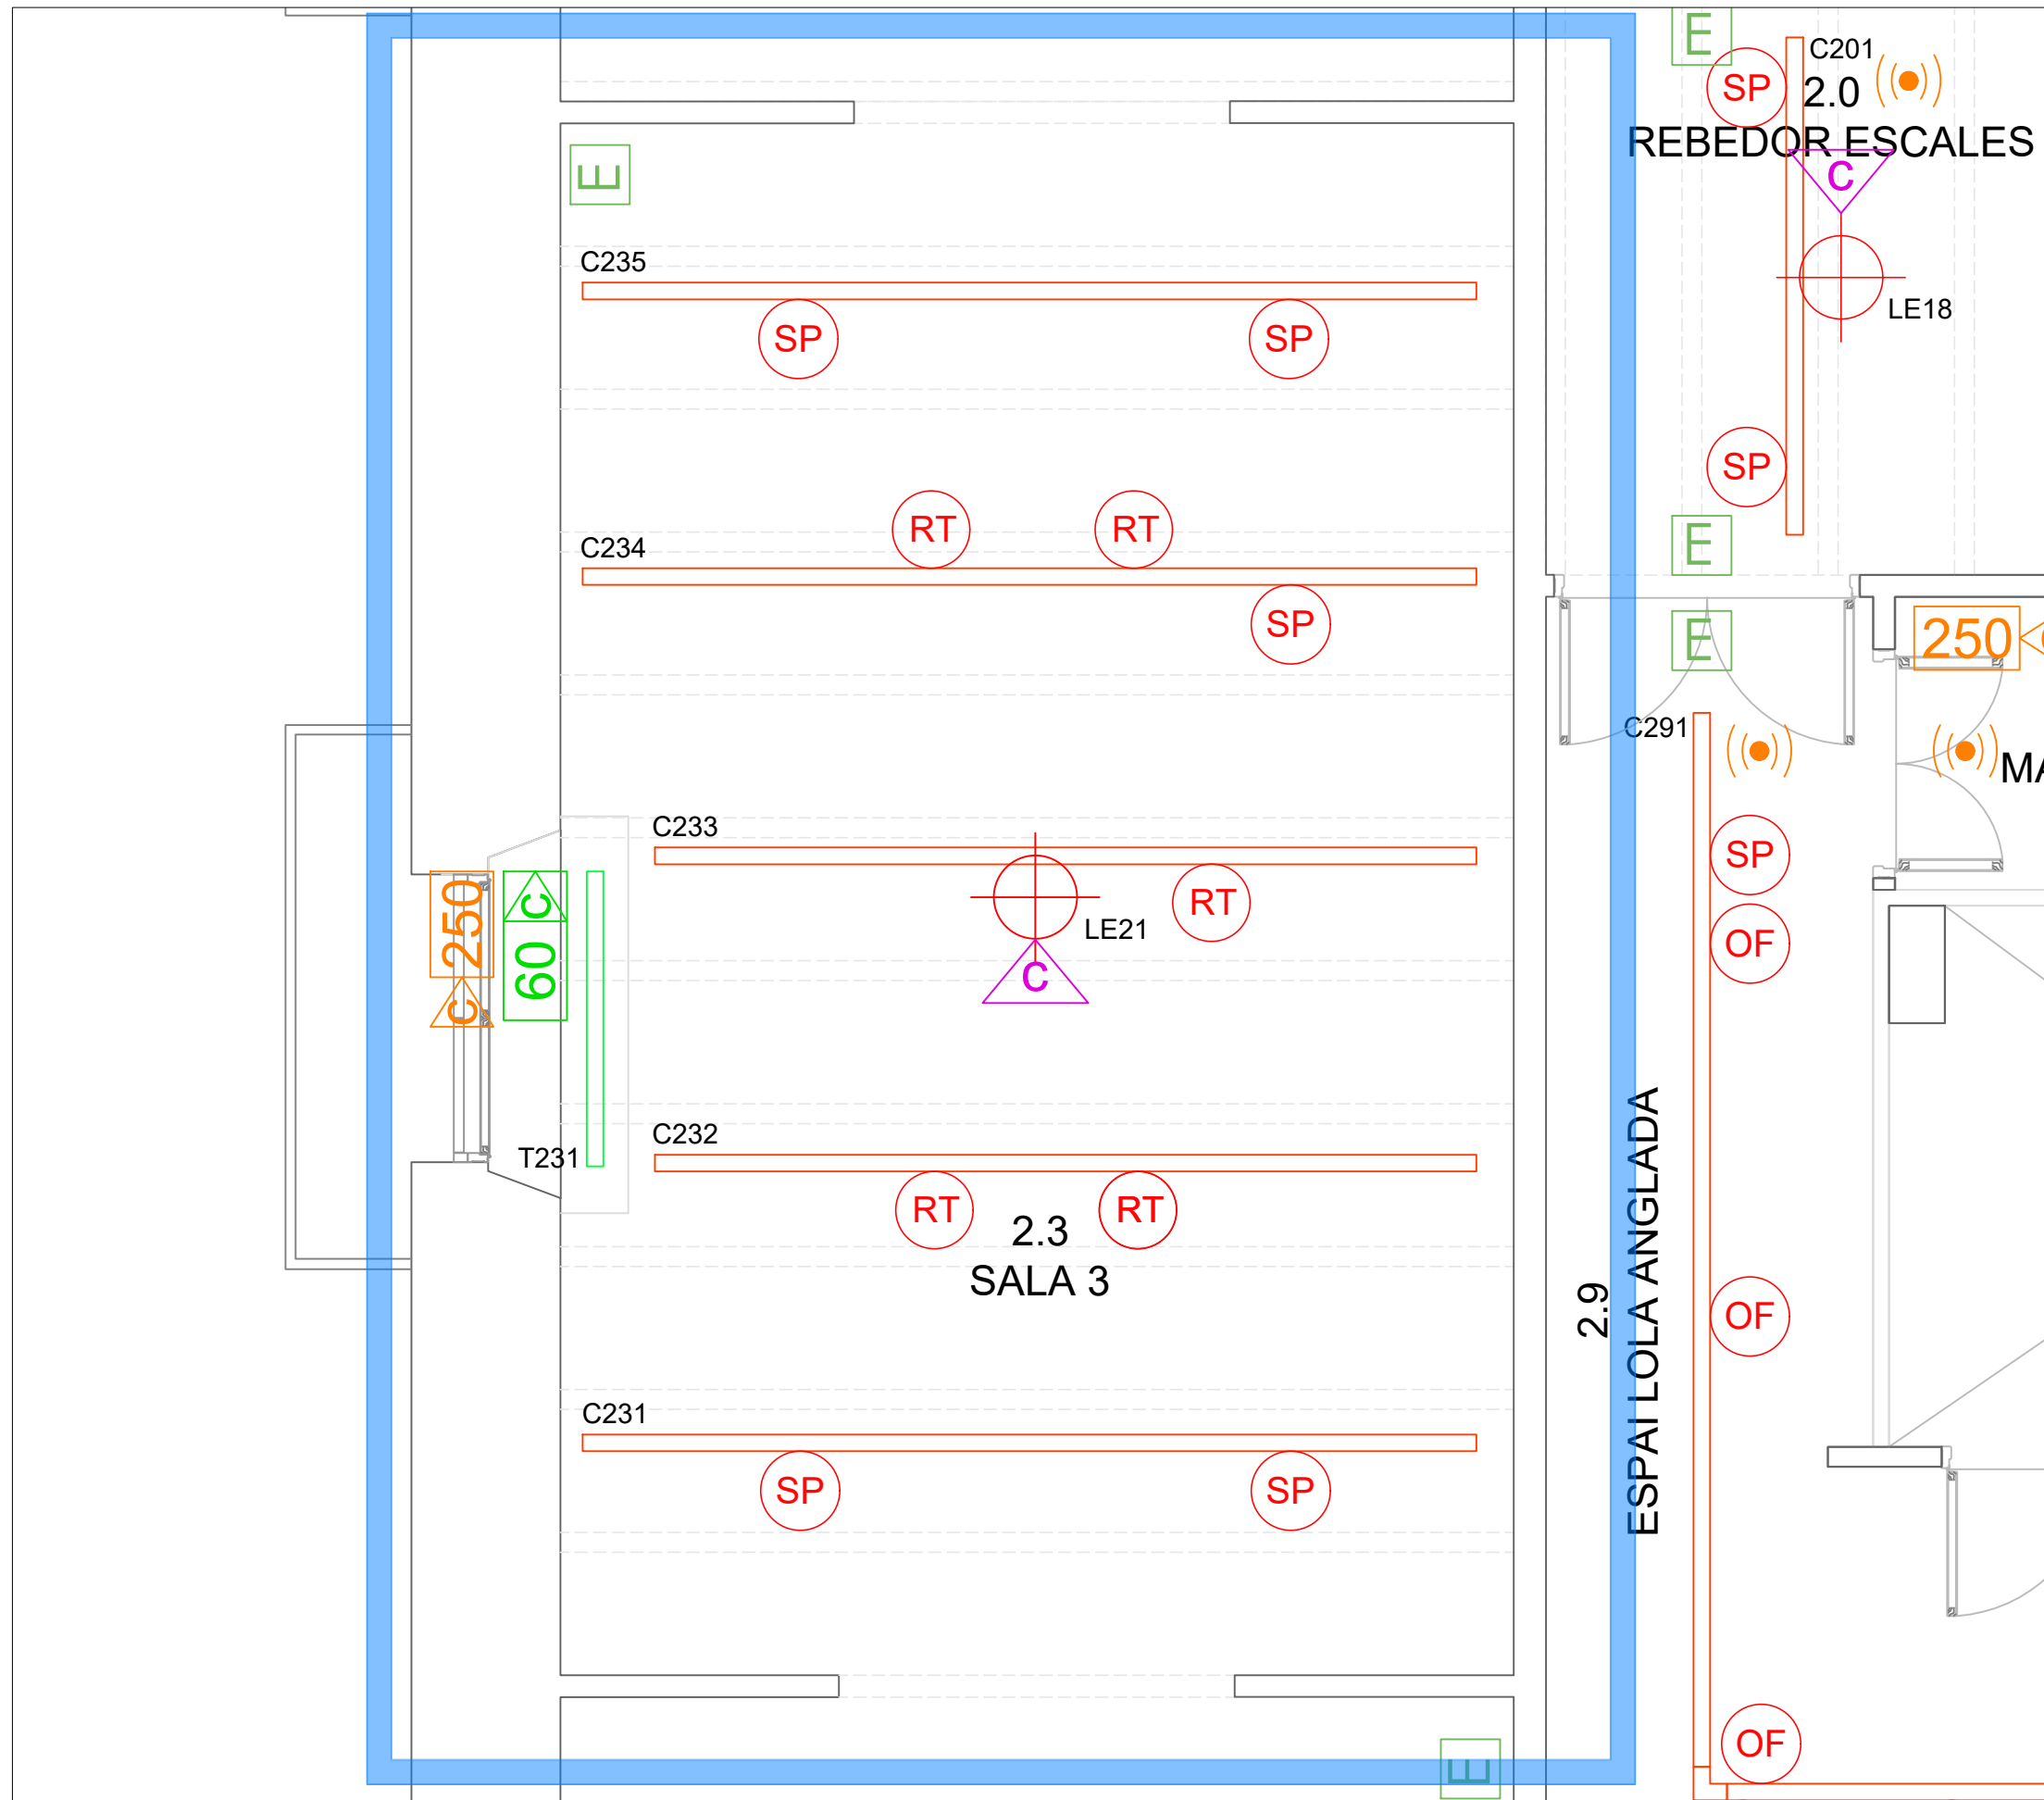 E
C201
SP
2.0
REBEDOR ESCALES
C
E
C235
LE18
SP
SP
SP
RT
RT
E
C234
SP
E
250
C291
MA
C233
SP
250
c
RT
60
LE21
OF
C
c
C232
T231
RT
RT
2.3
SALA 3
2.9
ESPAI LOLA ANGLADA
OF
C231
SP
SP
OF
E